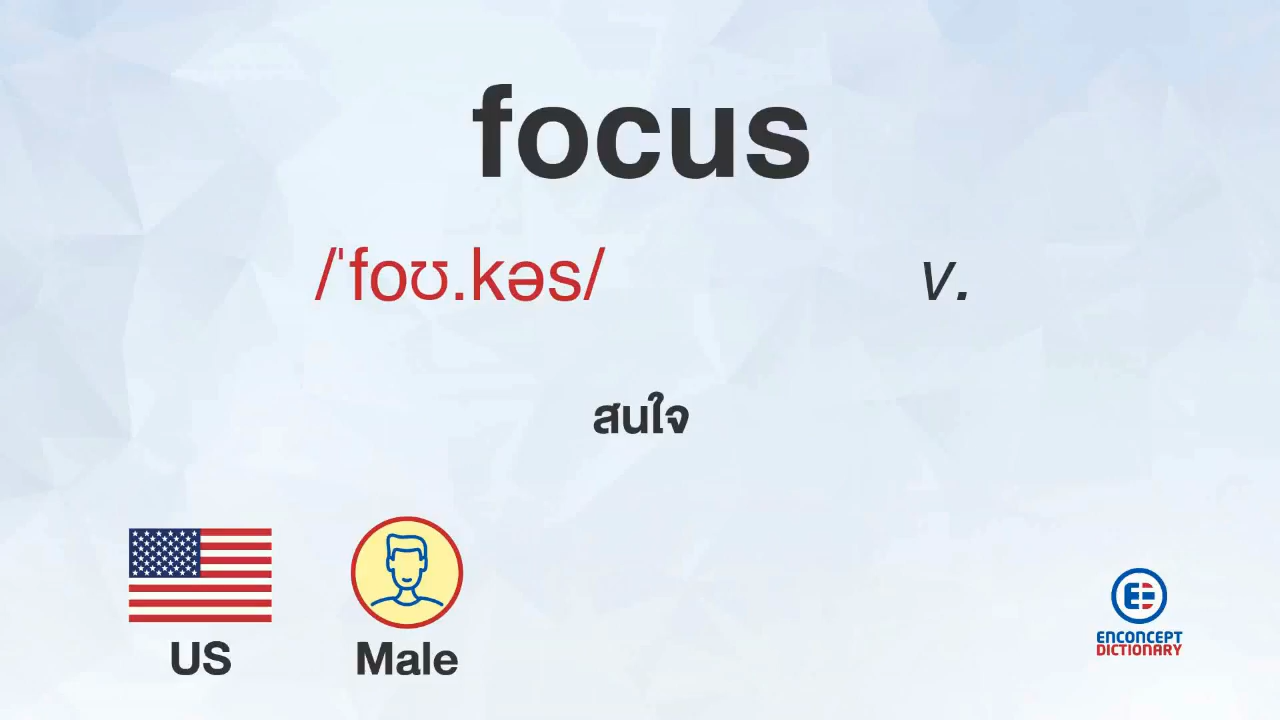 focus
/ˈfoʊ.kəs/ v.
สนใจ
US Male
ENCONCEPT
DICTIONARY